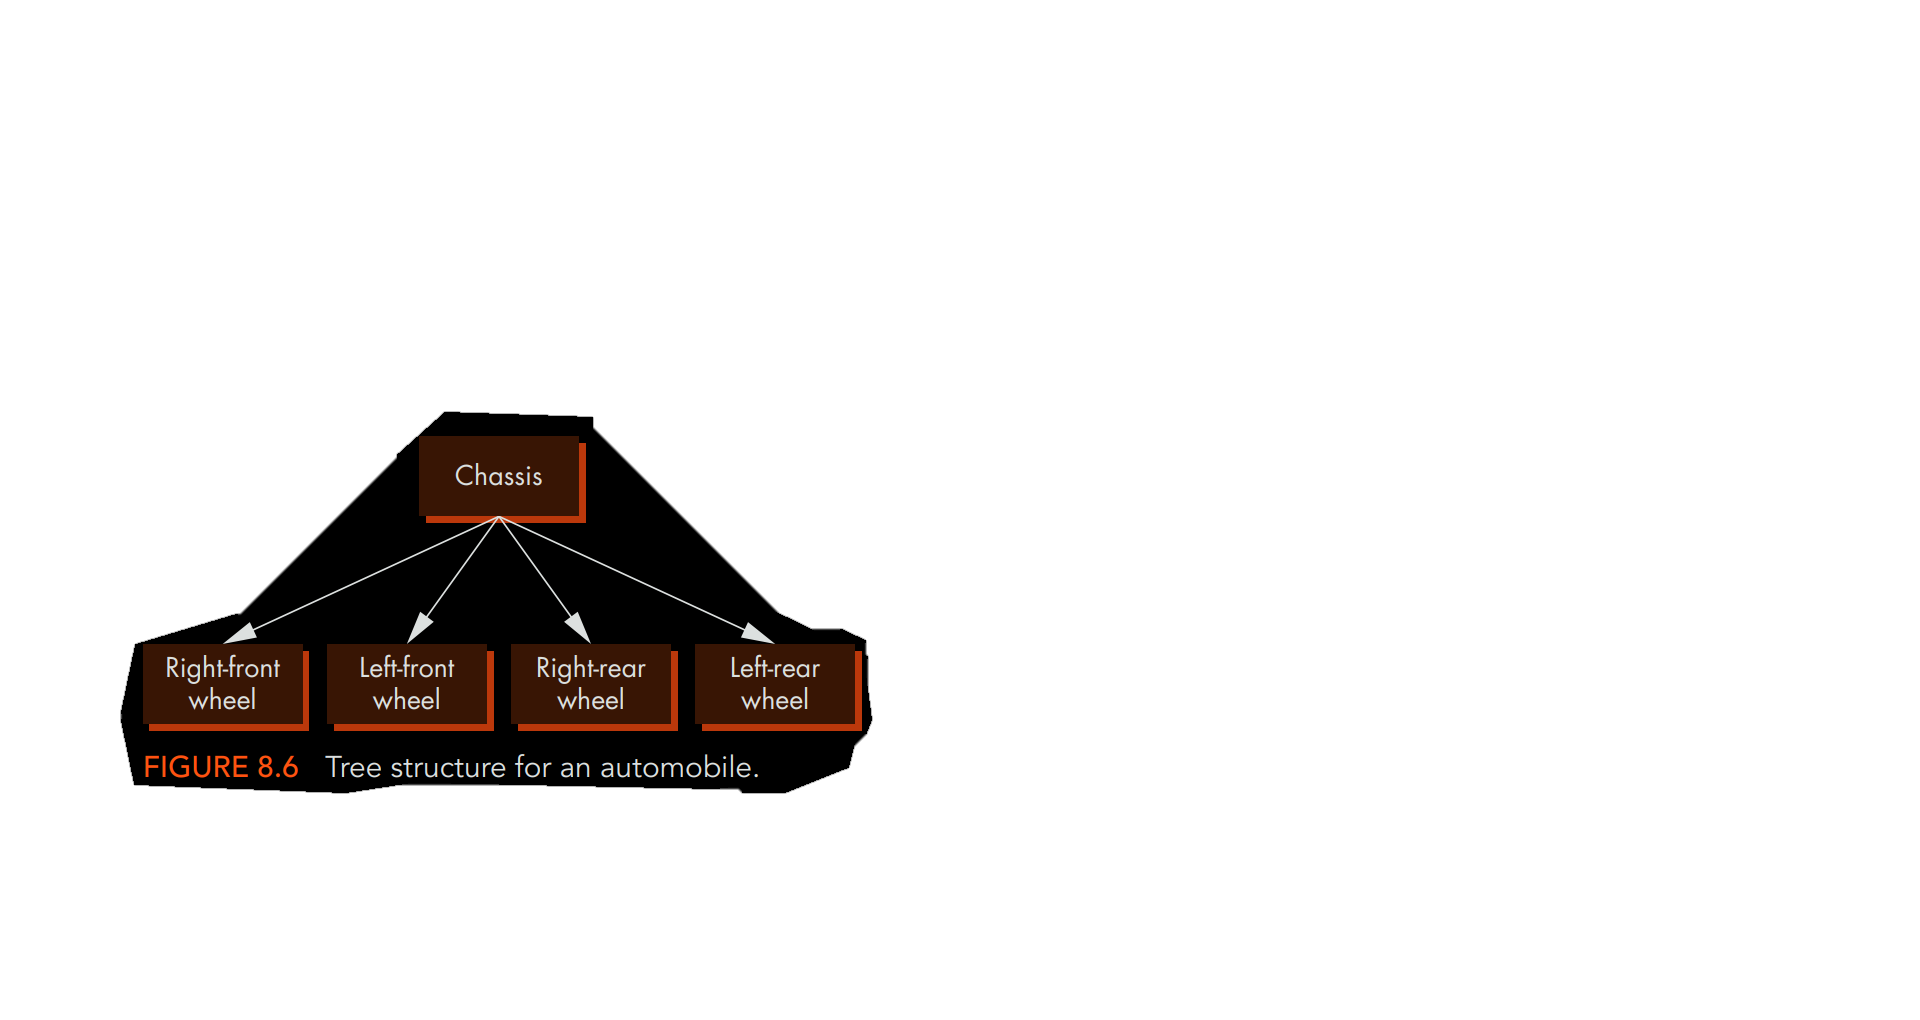 Chassis
Right-front
wheel
Left-front
wheel
Right-rear
wheel
Left-rear
wheel
FIGURE 8.6 Tree structure for an automobile.